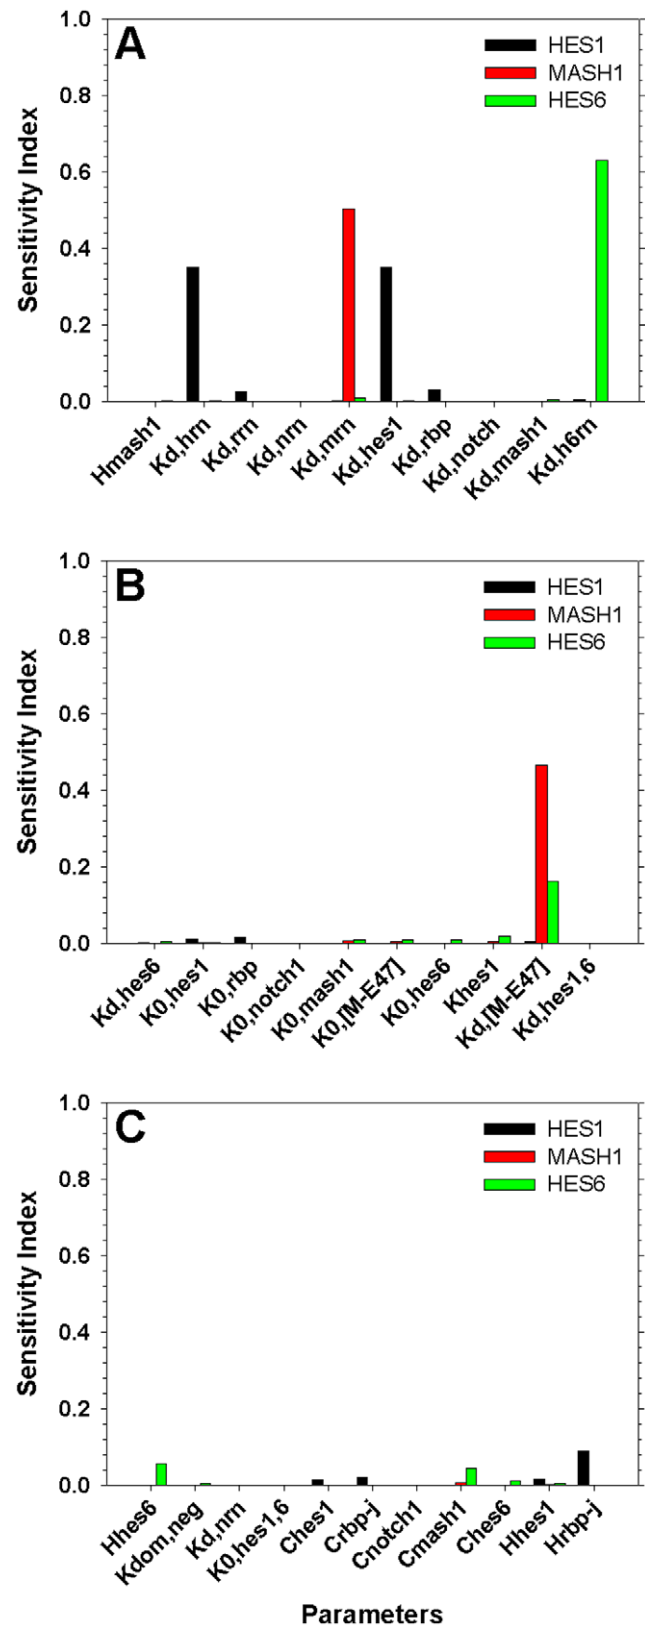 A
HES1
MASH1
HES6
Sensitivity Index
1.0
0.8
0.6
0.4
0.2
0.0
Hmash1
Kd,hrn
Kd,rrn
Kd,nrn
Kd,mrn
Kd,hes1
Kd,rbp
Kd,notch
Kd,mash1
Kd,h6rn
B
HES1
MASH1
HES6
Sensitivity Index
1.0
0.8
0.6
0.4
0.2
0.0
Kd,hes6
K0,hes1
K0,rbp
K0,notch1
K0,mash1
K0,[M-E47]
K0,hes6
Khes1
Kd,[M-E47]
Kd,hes1,6
C
HES1
MASH1
HES6
Sensitivity Index
1.0
0.8
0.6
0.4
0.2
0.0
Hhes6
Kdom,neg
Kd,nrn
K0,hes1,6
Ches1
Crbp-j
Cnotch1
Cmash1
Ches6
Hhes1
Hrbp-j
Parameters